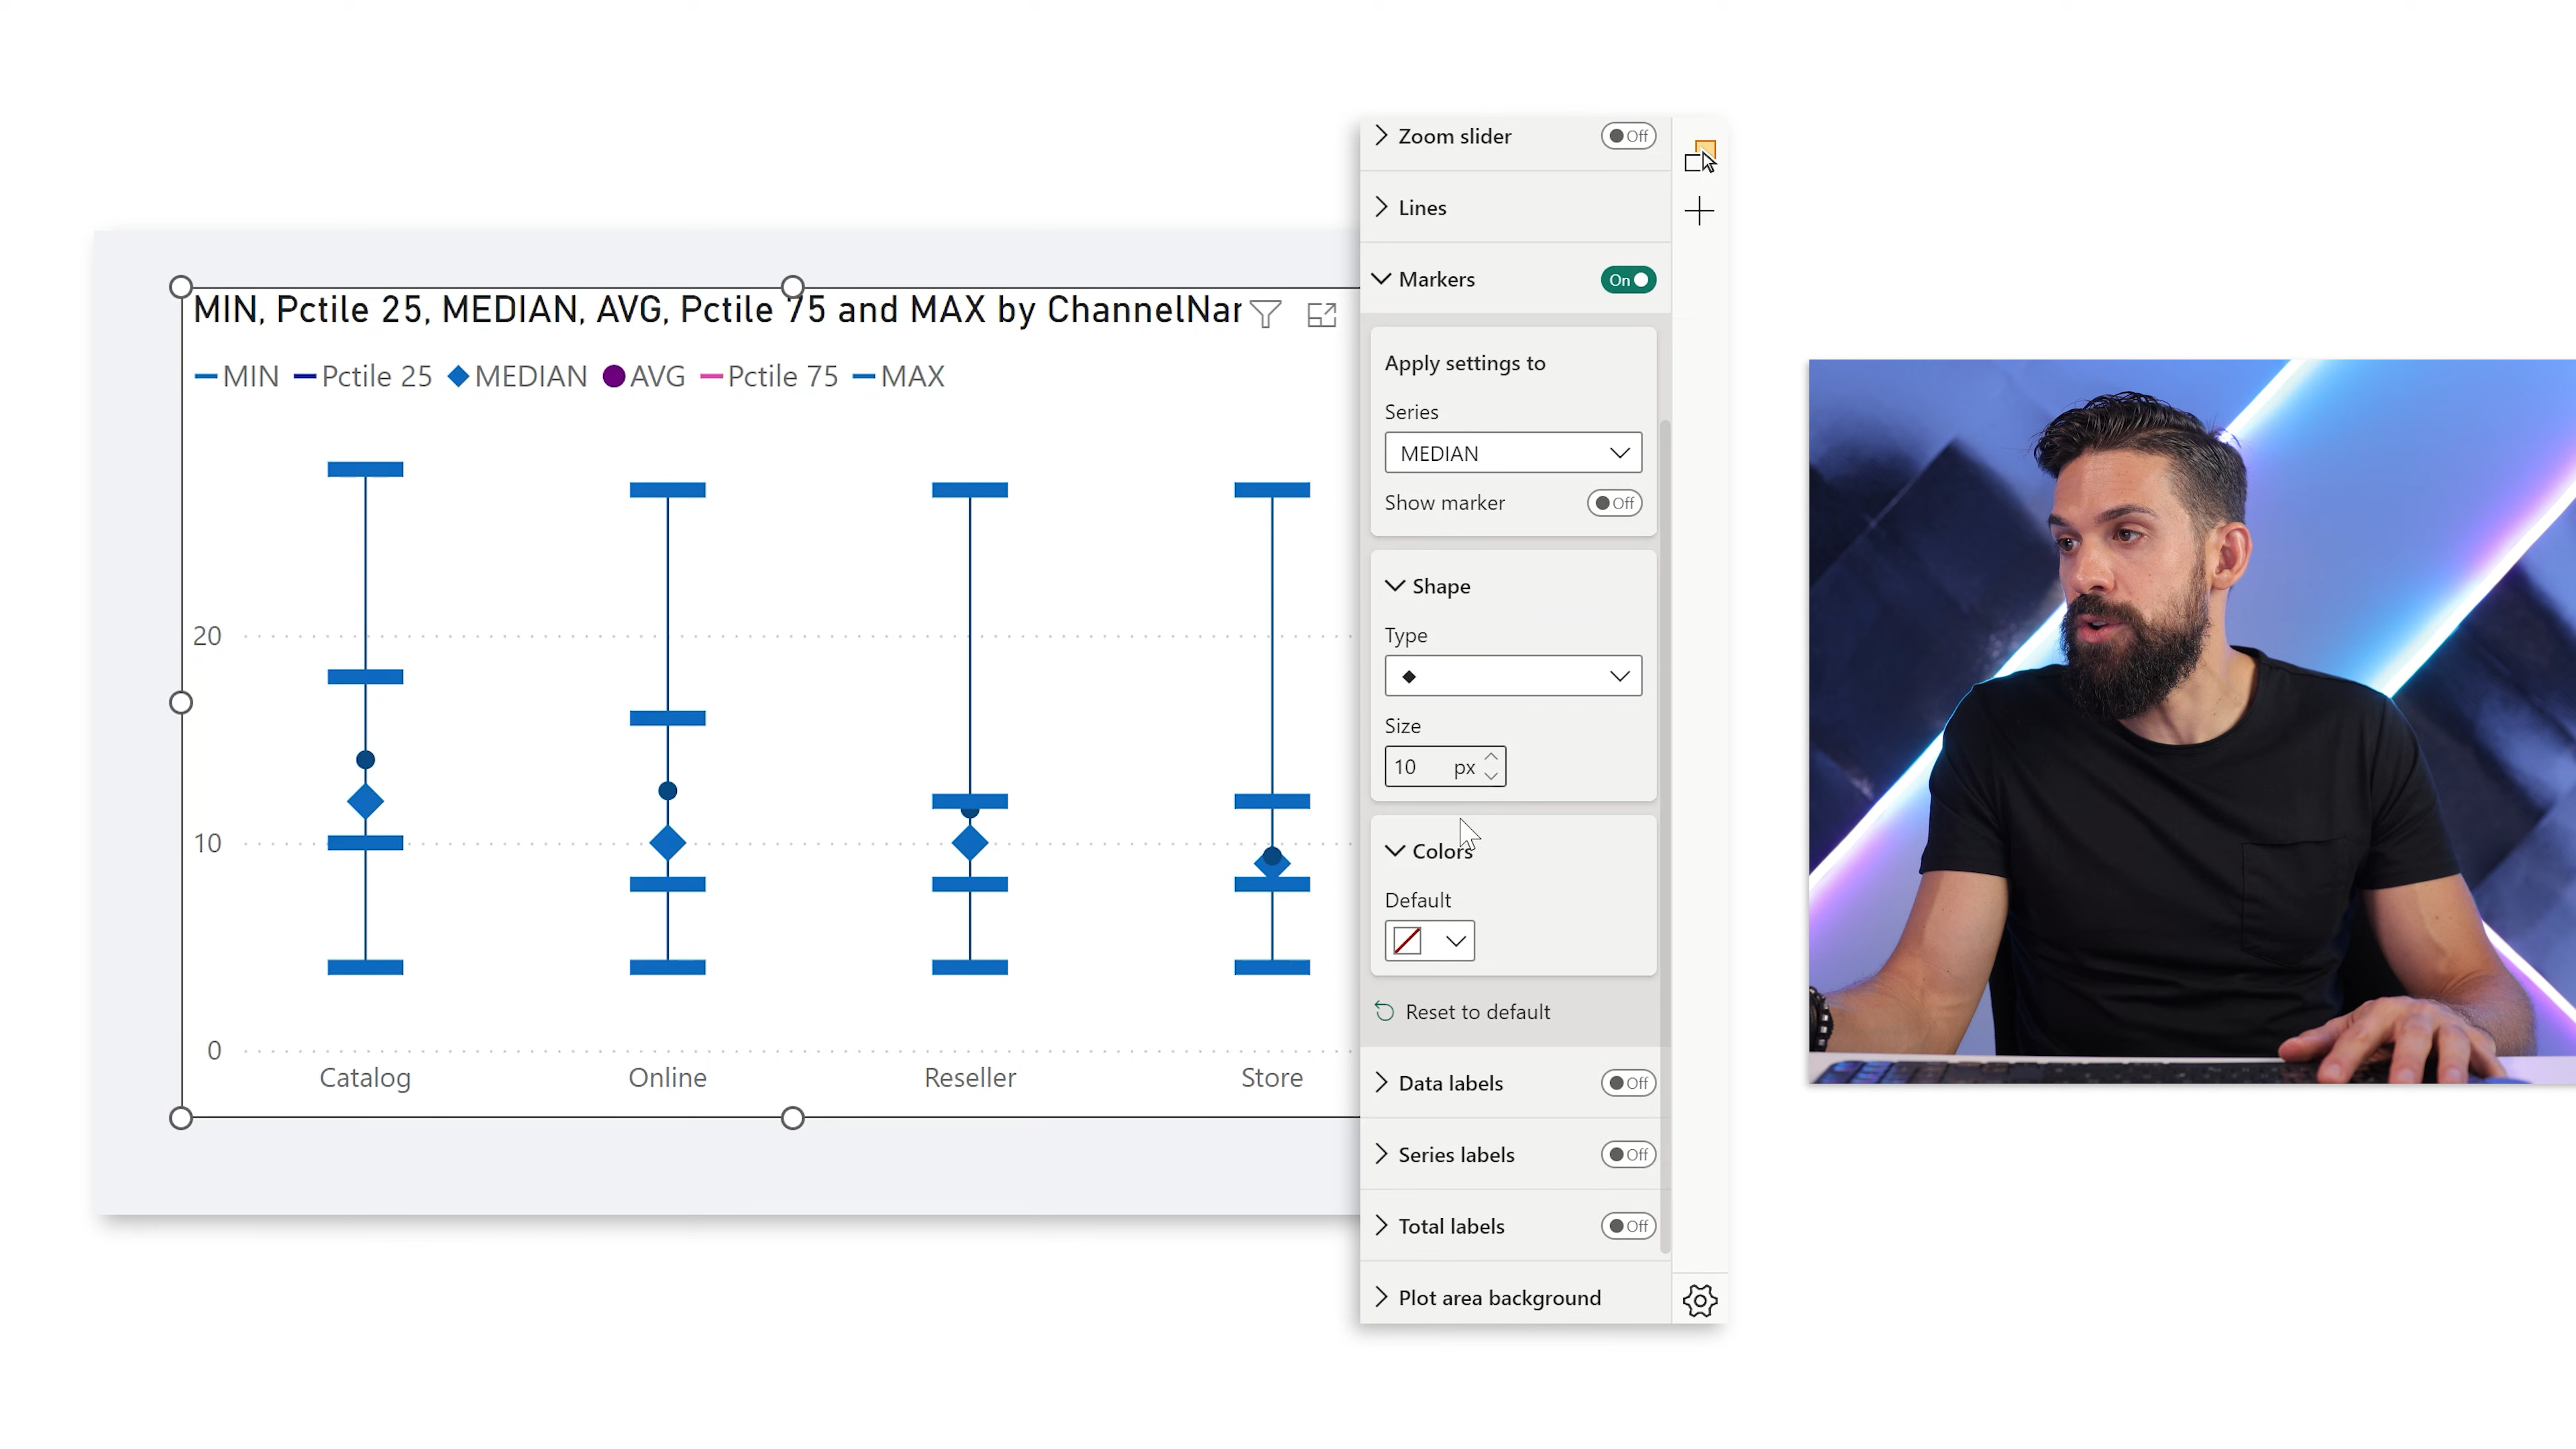 MIN, Pctile 25, MEDIAN, AVG, Pctile 75 and MAX by ChannelNar
MIN Pctile 25 MEDIAN AVG Pctile 75 MAX
20
10
0
Catalog Online Reseller Store
Zoom slider Off
Lines
Markers On
Apply settings to
Series
MEDIAN
Show marker Off
Shape
Type
Size
10 px
Colors
Default
Reset to default
Data labels Off
Series labels Off
Total labels Off
Plot area background